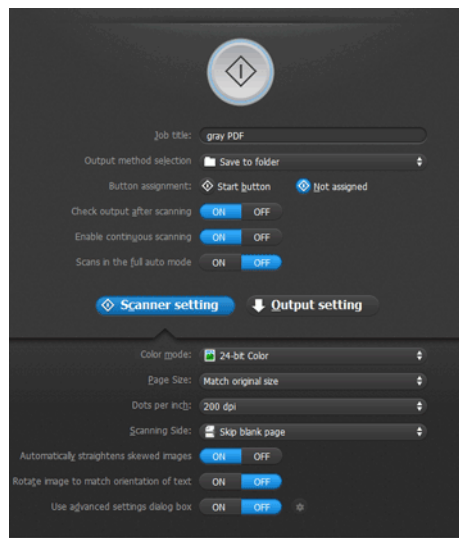 Job title: gray PDF
Output method selection Save to folder
Button assignment: Start button Not assigned
Check output after scanning ON OFF
Enable continuous scanning ON OFF
Scans in the full auto mode ON OFF
Scanner setting Output setting
Color mode: 24-bit Color
Page Size: Match original size
Dots per inch: 200 dpi
Scanning Side: Skip blank page
Automatically straightens skewed images ON OFF
Rotate image to match orientation of text ON OFF
Use advanced settings dialog box ON OFF